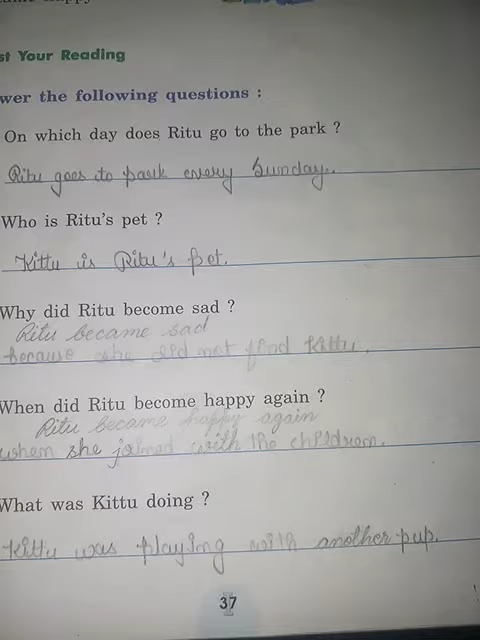 st Your Reading
wer the following questions :
On which day does Ritu go to the park ?
Ritu goes to park every Sunday.
Who is Ritu's pet ?
Kittu is Ritu's pet.
Why did Ritu become sad ?
Ritu became sad
because she did not find Kittu.
When did Ritu become happy again ?
Ritu became happy again
when she joined with the children.
What was Kittu doing ?
Kittu was playing with another pup.
37